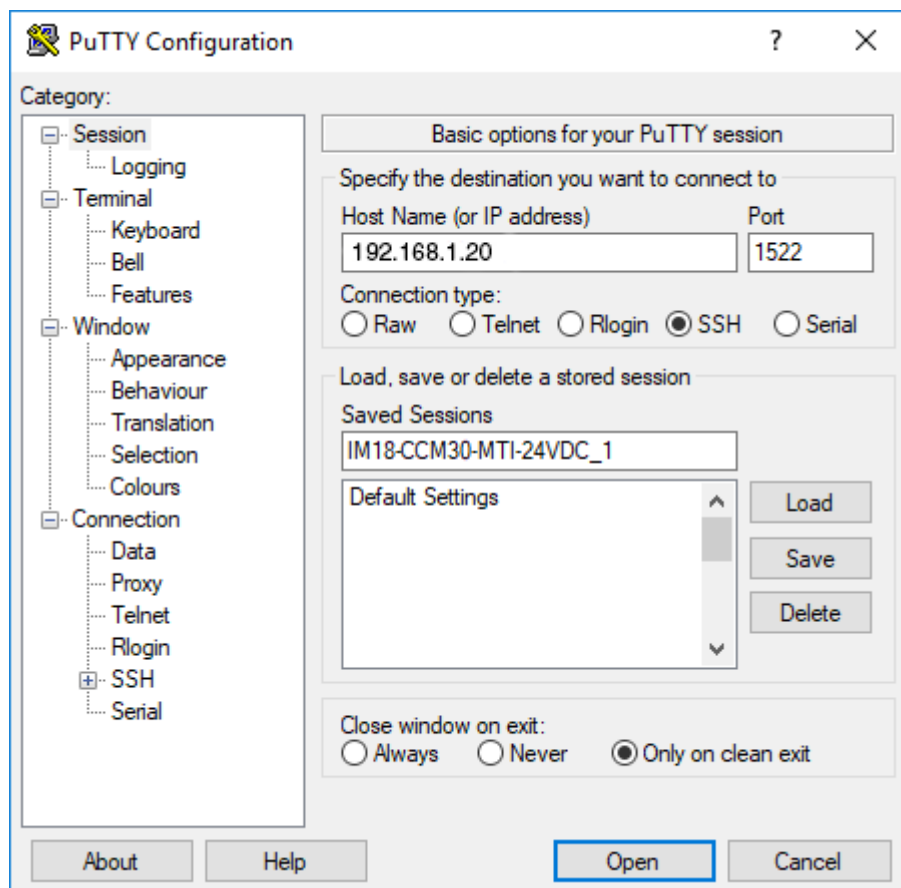 PuTTY Configuration
?
Category:
Session
Logging
Terminal
Keyboard
Bell
Features
Window
Appearance
Behaviour
Translation
Selection
Colours
Connection
Data
Proxy
Telnet
Rlogin
SSH
Serial
Basic options for your PuTTY session
Specify the destination you want to connect to
Host Name (or IP address) Port
192.168.1.20 1522
Connection type:
Raw Telnet Rlogin SSH Serial
Load, save or delete a stored session
Saved Sessions
IM18-CCM30-MTI-24VDC_1
Default Settings
Load
Save
Delete
Close window on exit:
Always Never Only on clean exit
About Help Open Cancel